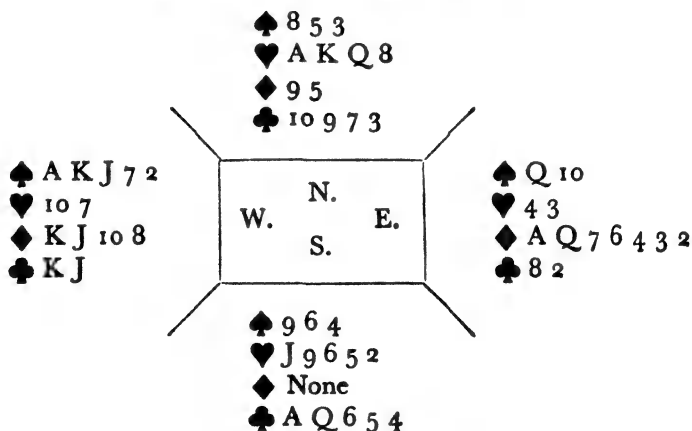 ♠ 8 5 3
♥ A K Q 8
♦ 9 5
♣ 10 9 7 3
♠ A K J 7 2
♥ 10 7
♦ K J 10 8
♣ K J
N.
W. E.
S.
♠ Q 10
♥ 4 3
♦ A Q 7 6 4 3 2
♣ 8 2
♠ 9 6 4
♥ J 9 6 5 2
♦ None
♣ A Q 6 5 4